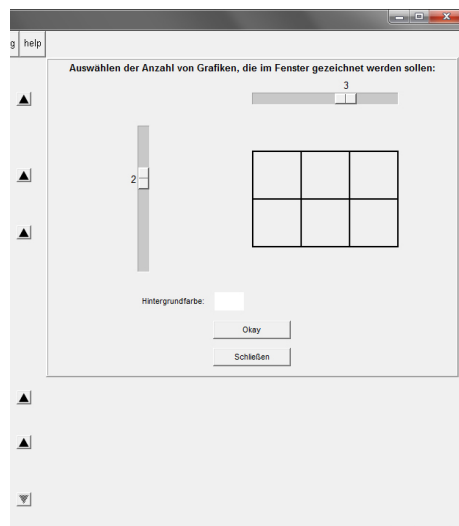 g help
Auswählen der Anzahl von Grafiken, die im Fenster gezeichnet werden sollen:
3
2
Hintergrundfarbe:
Okay
Schließen